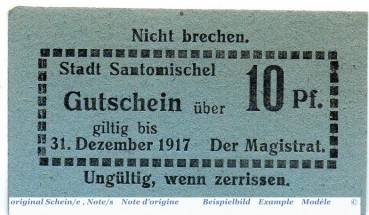 Nicht brechen.
Stadt Santomischel
Gutschein über 10 Pf.
giltig bis
31. Dezember 1917 Der Magistrat.
Ungültig, wenn zerrissen.
original Schein/e , Note/s Note d'origine Beispielbild Example Modéle ©